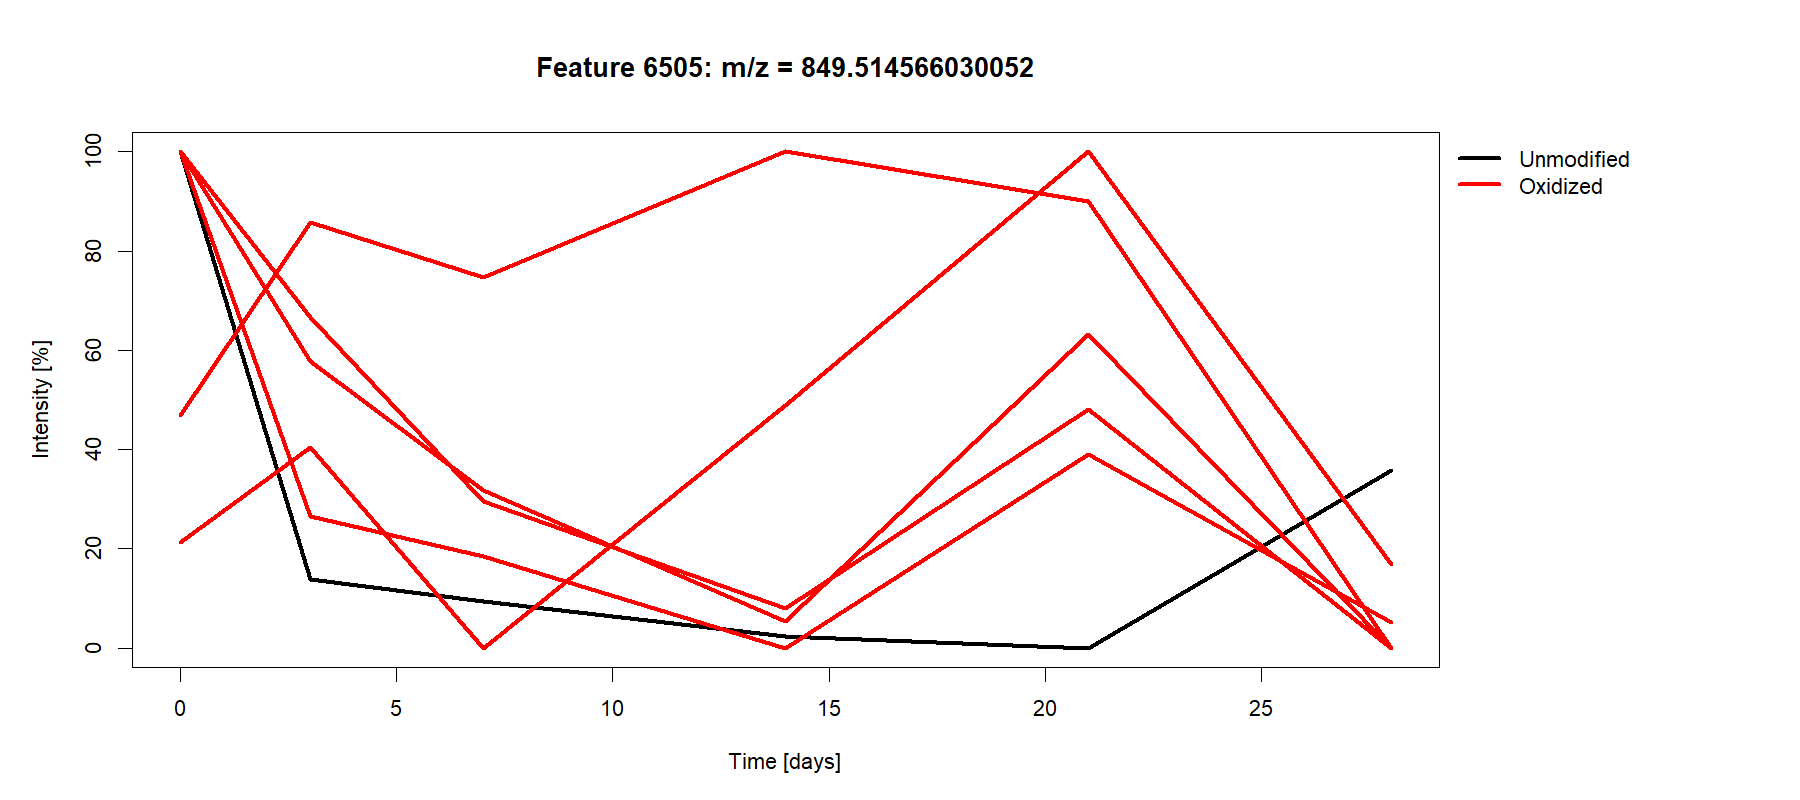 Feature 6505: m/z = 849.514566030052
Unmodified
Oxidized
Intensity [%]
100
80
60
40
20
0
0 5 10 15 20 25
Time [days]